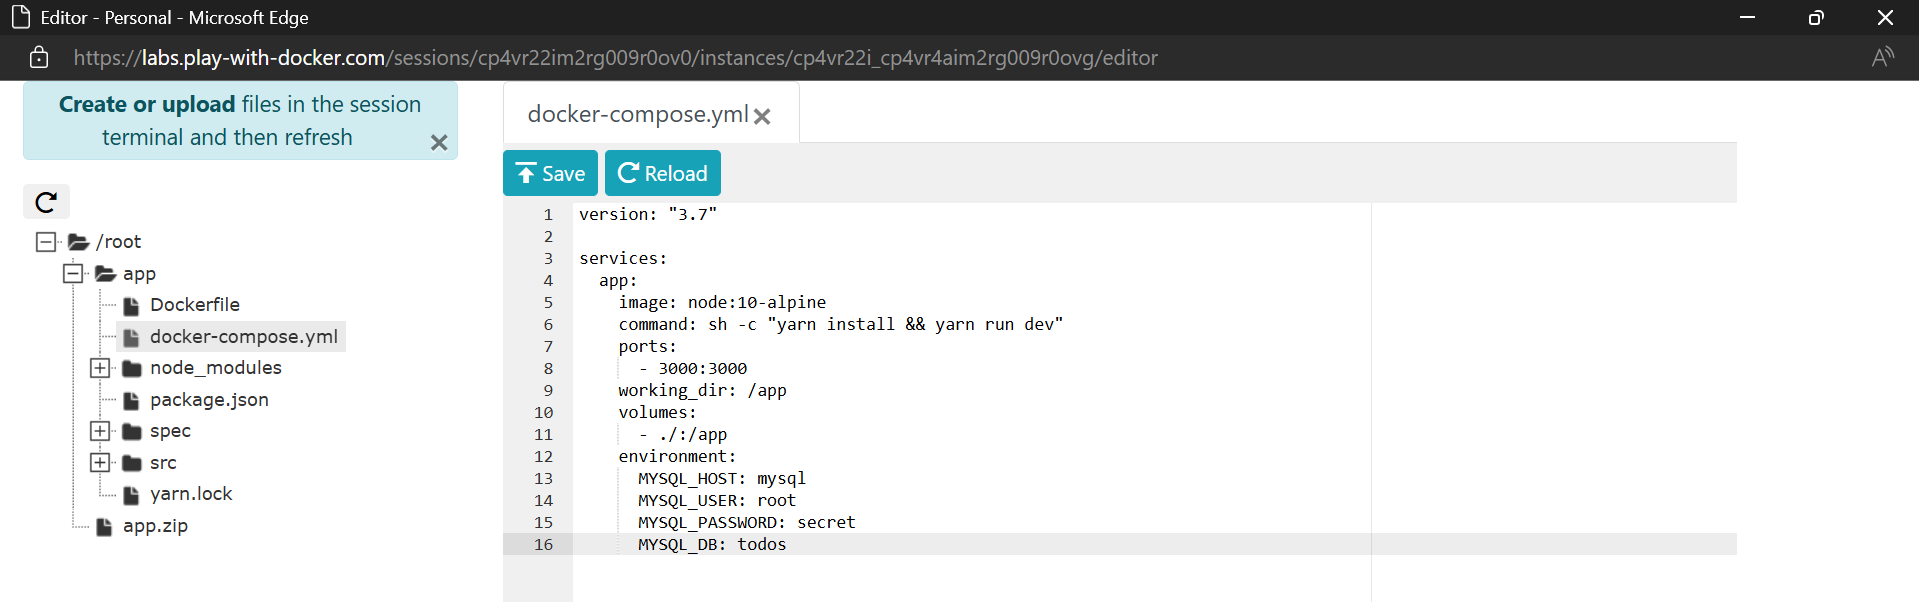 Editor - Personal - Microsoft Edge
https://labs.play-with-docker.com/sessions/cp4vr22im2rg009r0ov0/instances/cp4vr22i_cp4vr4aim2rg009r0ovg/editor
Create or upload files in the session
terminal and then refresh
/root
app
Dockerfile
docker-compose.yml
node_modules
package.json
spec
src
yarn.lock
app.zip
docker-compose.yml
Save Reload
1 version: "3.7"
2
3 services:
4 app:
5 image: node:10-alpine
6 command: sh -c "yarn install && yarn run dev"
7 ports:
8 - 3000:3000
9 working_dir: /app
10 volumes:
11 - ./:/app
12 environment:
13 MYSQL_HOST: mysql
14 MYSQL_USER: root
15 MYSQL_PASSWORD: secret
16 MYSQL_DB: todos